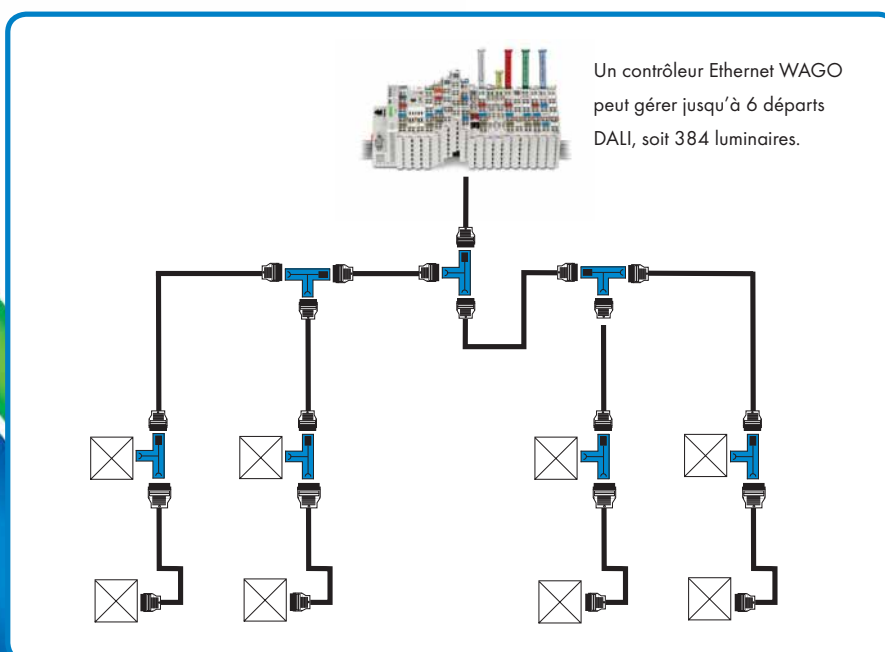 Un contrôleur Ethernet WAGO
peut gérer jusqu'à 6 départs
DALI, soit 384 luminaires.